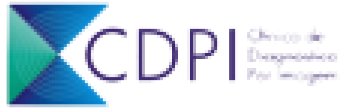 CDPI
Clínica de
Diagnóstico
Por Imagem